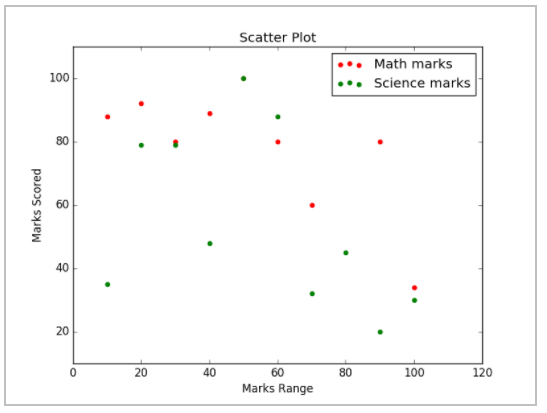 Scatter Plot
Math marks
Science marks
100
80
60
40
20
Marks Scored
0 20 40 60 80 100 120
Marks Range